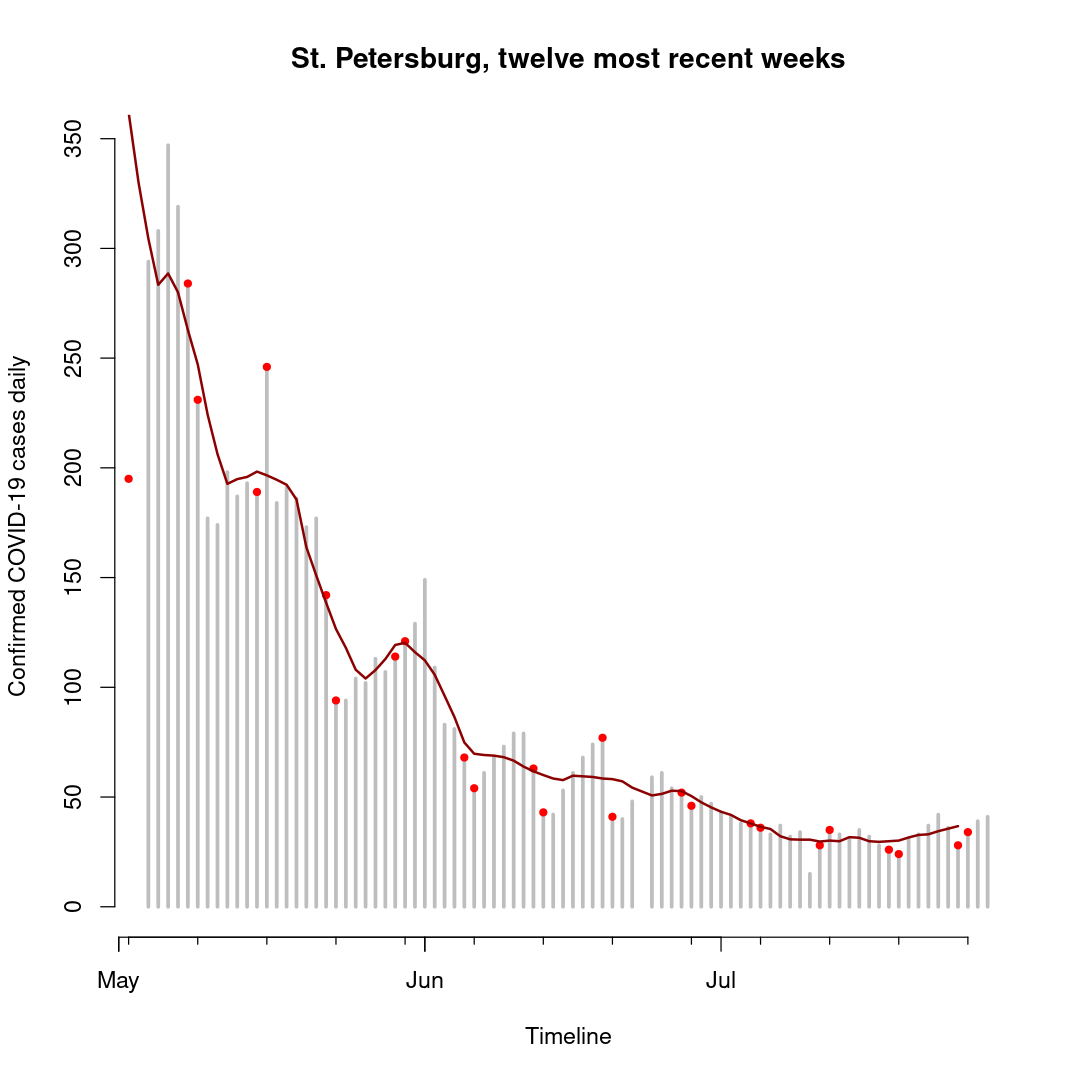 St. Petersburg, twelve most recent weeks
Confirmed COVID-19 cases daily
350
300
250
200
150
100
50
0
May Jun Jul
Timeline